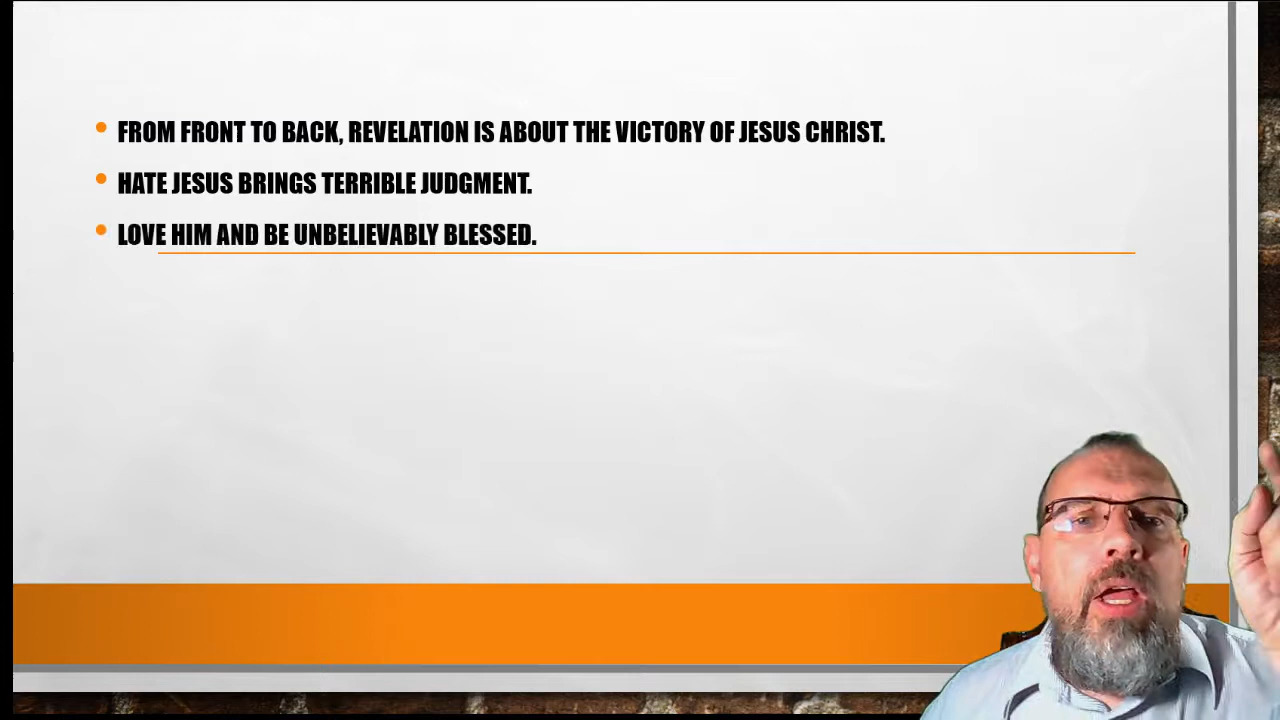 FROM FRONT TO BACK, REVELATION IS ABOUT THE VICTORY OF JESUS CHRIST.
HATE JESUS BRINGS TERRIBLE JUDGMENT.
LOVE HIM AND BE UNBELIEVABLY BLESSED.